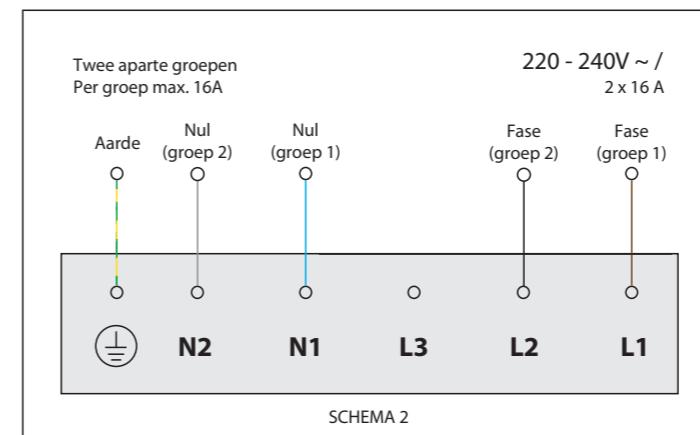 Twee aparte groepen
Per groep max. 16A
220 - 240V ~ /
2 x 16 A
Aarde
Nul
(groep 2)
Nul
(groep 1)
Fase
(groep 2)
Fase
(groep 1)
N2
N1
L3
L2
L1
SCHEMA 2